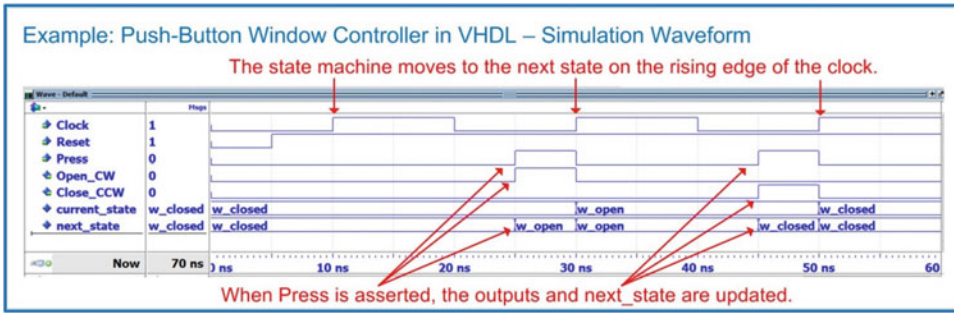 Example: Push-Button Window Controller in VHDL – Simulation Waveform
The state machine moves to the next state on the rising edge of the clock.
Wave - Default
Msgs
Clock 1
Reset 1
Press 0
Open_CW 0
Close_CCW 0
current_state w_closed w_closed w_open w_closed
next_state w_closed w_closed w_open w_open w_closed w_closed
Now 70 ns 0 ns 10 ns 20 ns 30 ns 40 ns 50 ns 60
When Press is asserted, the outputs and next_state are updated.